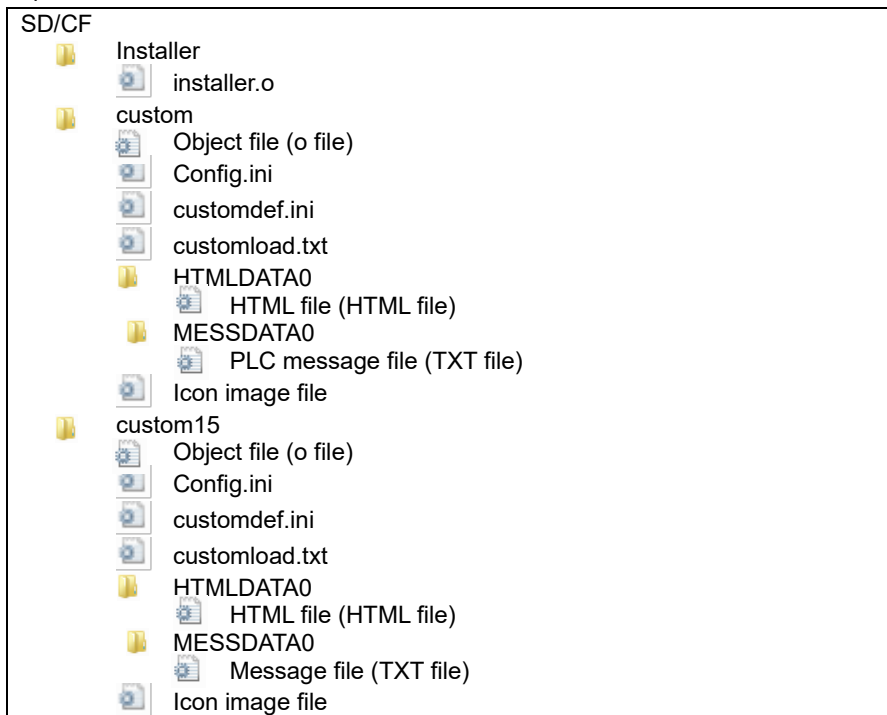 SD/CF
Installer
installer.o
custom
Object file (o file)
Config.ini
customdef.ini
customload.txt
HTMLDATA0
HTML file (HTML file)
MESSDATA0
PLC message file (TXT file)
Icon image file
custom15
Object file (o file)
Config.ini
customdef.ini
customload.txt
HTMLDATA0
HTML file (HTML file)
MESSDATA0
Message file (TXT file)
Icon image file